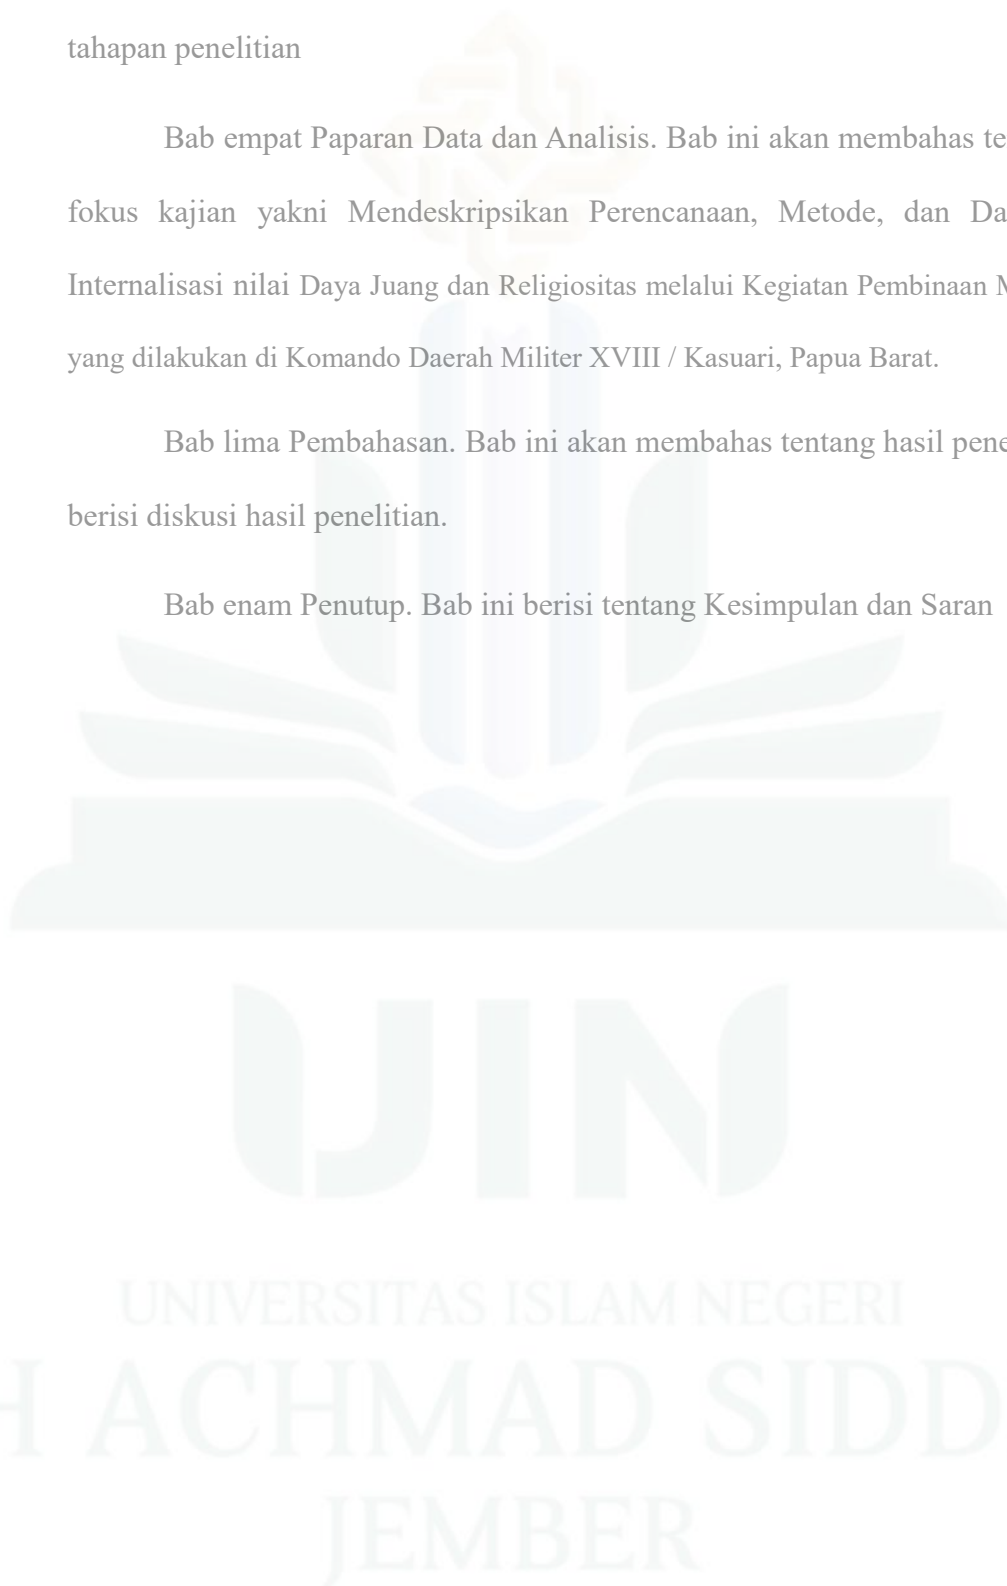 tahapan penelitian
Bab empat Paparan Data dan Analisis. Bab ini akan membahas te
fokus kajian yakni Mendeskripsikan Perencanaan, Metode, dan Da
Internalisasi nilai Daya Juang dan Religiositas melalui Kegiatan Pembinaan M
yang dilakukan di Komando Daerah Militer XVIII / Kasuari, Papua Barat.
Bab lima Pembahasan. Bab ini akan membahas tentang hasil pene
berisi diskusi hasil penelitian.
Bab enam Penutup. Bab ini berisi tentang Kesimpulan dan Saran
UIN
UNIVERSITAS ISLAM NEGERI
H ACHMAD SIDD
JEMBER